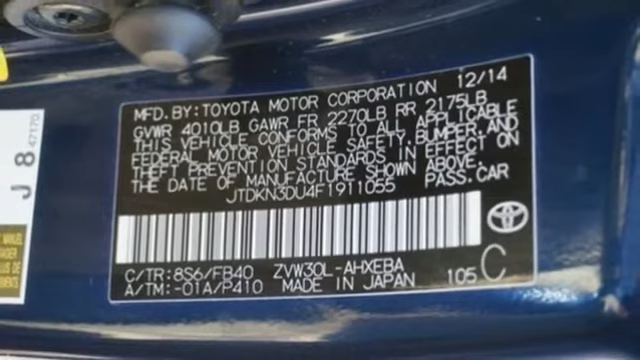 MFD. BY: TOYOTA MOTOR CORPORATION 12/14
GVWR 4010LB GAWR FR 2270LB RR 2175LB
THIS VEHICLE CONFORMS TO ALL APPLICABLE
FEDERAL MOTOR VEHICLE SAFETY, BUMPER, AND
THEFT PREVENTION STANDARDS IN EFFECT ON
THE DATE OF MANUFACTURE SHOWN ABOVE.
JTDKN3DU4F1911055 PASS. CAR
C/TR: 8S6/FB40 ZVW30L-AHXEBA
A/TM: -01A/P410 MADE IN JAPAN 105 C
J 8
47170
MANUEL